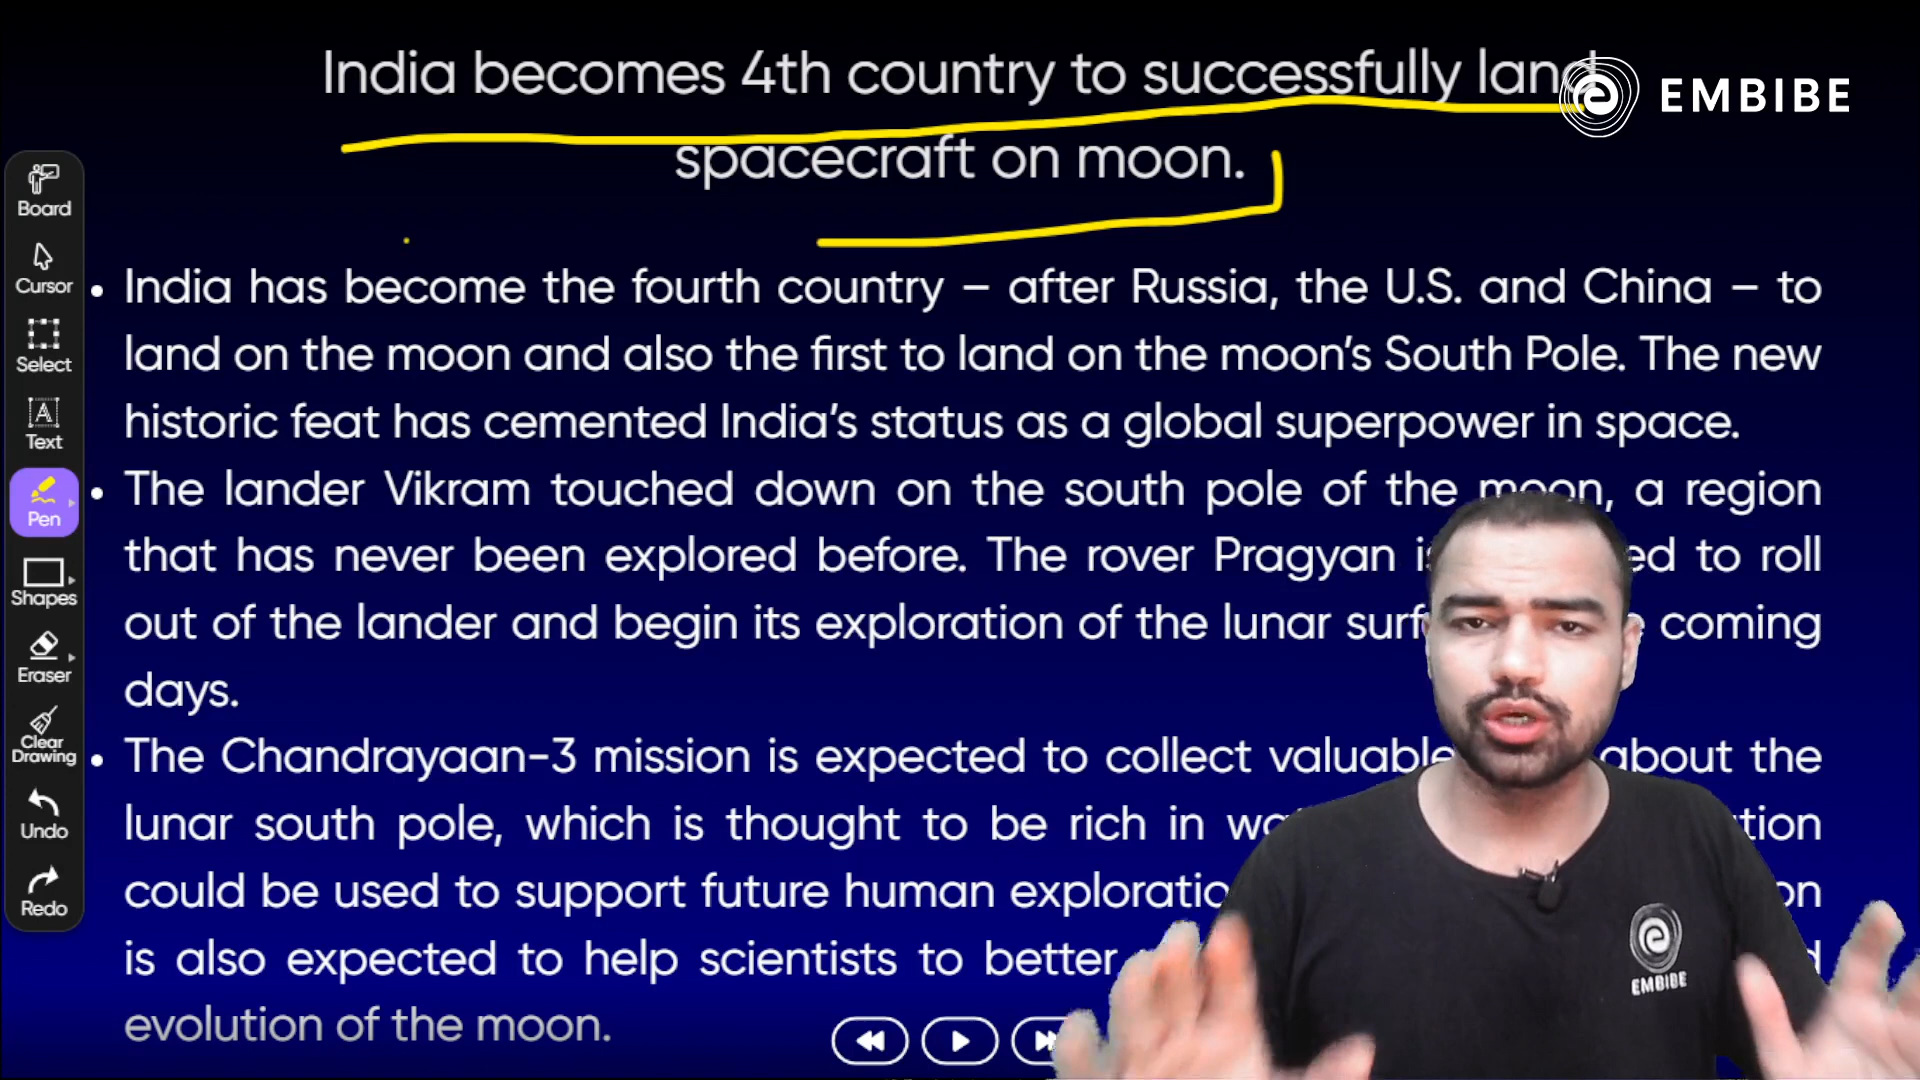 India becomes 4th country to successfully land
EMBIBE
spacecraft on moon.
Board
Cursor
Select
Text
Pen
Shapes
Eraser
Clear
Drawing
Undo
Redo
• India has become the fourth country – after Russia, the U.S. and China – to
land on the moon and also the first to land on the moon's South Pole. The new
historic feat has cemented India's status as a global superpower in space.
• The lander Vikram touched down on the south pole of the moon, a region
that has never been explored before. The rover Pragyan to roll
out of the lander and begin its exploration of the lunar coming
days.
• The Chandrayaan-3 mission is expected to collect valuable about the
lunar south pole, which is thought to be rich in
could be used to support future human
is also expected to help scientists to better
evolution of the moon.
EMBIBE